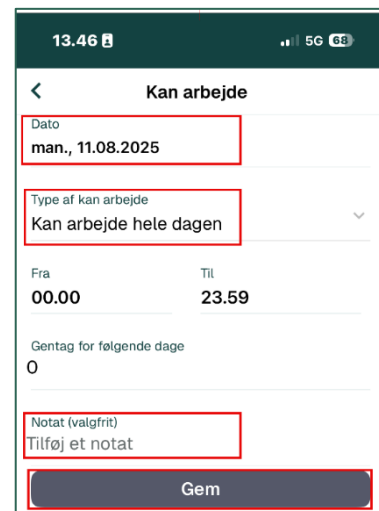 13.46 5G 68
Kan arbejde
Dato
man., 11.08.2025
Type af kan arbejde
Kan arbejde hele dagen
Fra Til
00.00 23.59
Gentag for følgende dage
0
Notat (valgfrit)
Tilføj et notat
Gem